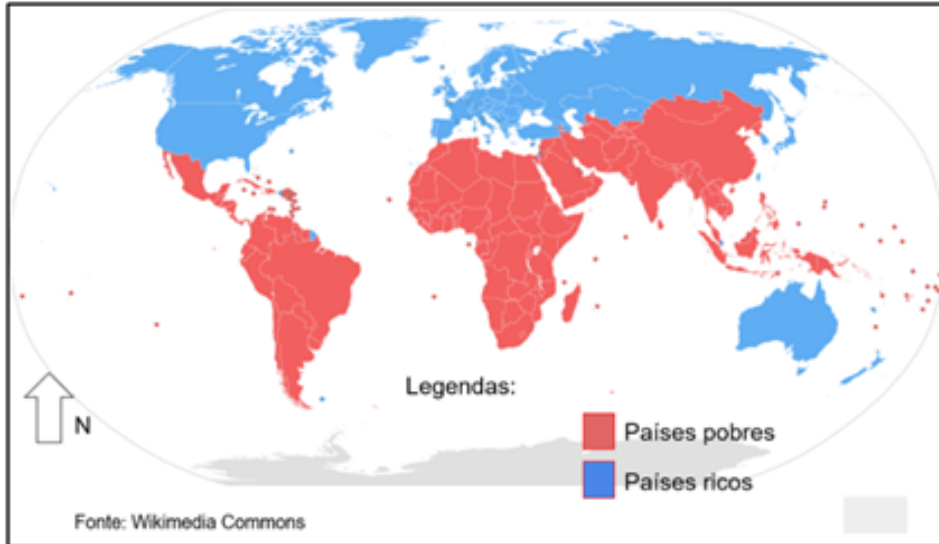 Legendas:
N
Países pobres
Países ricos
Fonte: Wikimedia Commons